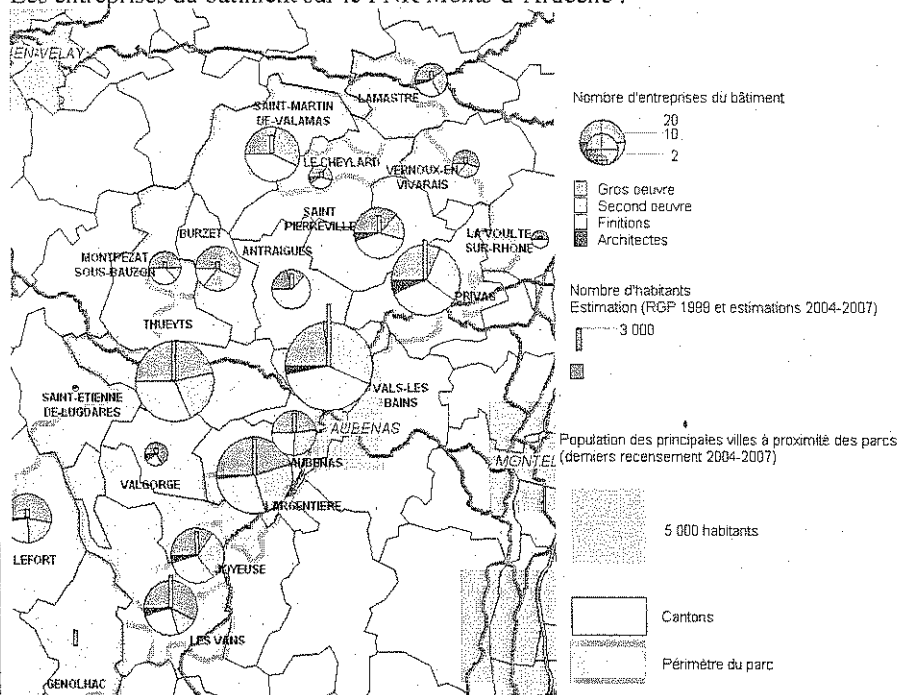 Les entreprises du bâtiment sur le PNR Monts d'Ardèche :
EN-VELAY
LAMASTRE
SAINT-MARTIN
DE-VALAMAS
LE CHEYLARD
VERNOUX-EN
VIVARAIS
SAINT
PIERREVILLE
LA VOULTE
SUR-RHÔNE
BURZET
ANTRAIGUES
MONTPEZAT
SOUS-BAUZON
PRIVAS
THUEYTS
SAINT-ETIENNE
DE-LUGDARES
VALS-LES
BAINS
AUBENAS
AUBENAS
MONTEL
VALGORGE
LARGENTIERE
LEFORT
JOYEUSE
LES VANS
GENOLHAC
Nombre d'entreprises du bâtiment
20
10
2
Gros oeuvre
Second oeuvre
Finitions
Architectes
Nombre d'habitants
Estimation (RGP 1999 et estimations 2004-2007)
3 000
Population des principales villes à proximité des parcs
(derniers recensement 2004-2007)
5 000 habitants
Cantons
Périmètre du parc